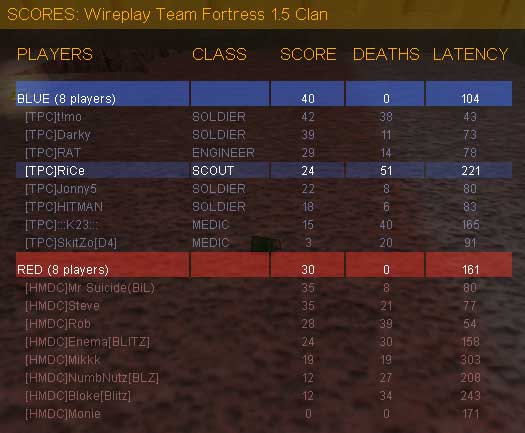 SCORES: Wireplay Team Fortress 1.5 Clan
PLAYERS CLASS SCORE DEATHS LATENCY
BLUE (8 players) 40 0 104
[TPC]t!mo SOLDIER 42 38 43
[TPC]Darky SOLDIER 39 11 73
[TPC]RAT ENGINEER 29 14 78
[TPC]RiCe SCOUT 24 51 221
[TPC]Jonny5 SOLDIER 22 8 80
[TPC]HITMAN SOLDIER 18 6 83
[TPC]:::K23::: MEDIC 15 40 165
[TPC]SkitZo[D4] MEDIC 3 20 91
RED (8 players) 30 0 161
[HMDC]Mr Suicide(BiL) 35 8 80
[HMDC]Steve 35 21 77
[HMDC]Rob 28 39 54
[HMDC]Enema[BLITZ] 24 30 158
[HMDC]Mikkk 19 19 303
[HMDC]NumbNutz[BLZ] 12 27 208
[HMDC]Bloke[Blitz] 12 34 243
[HMDC]Monie 0 0 171